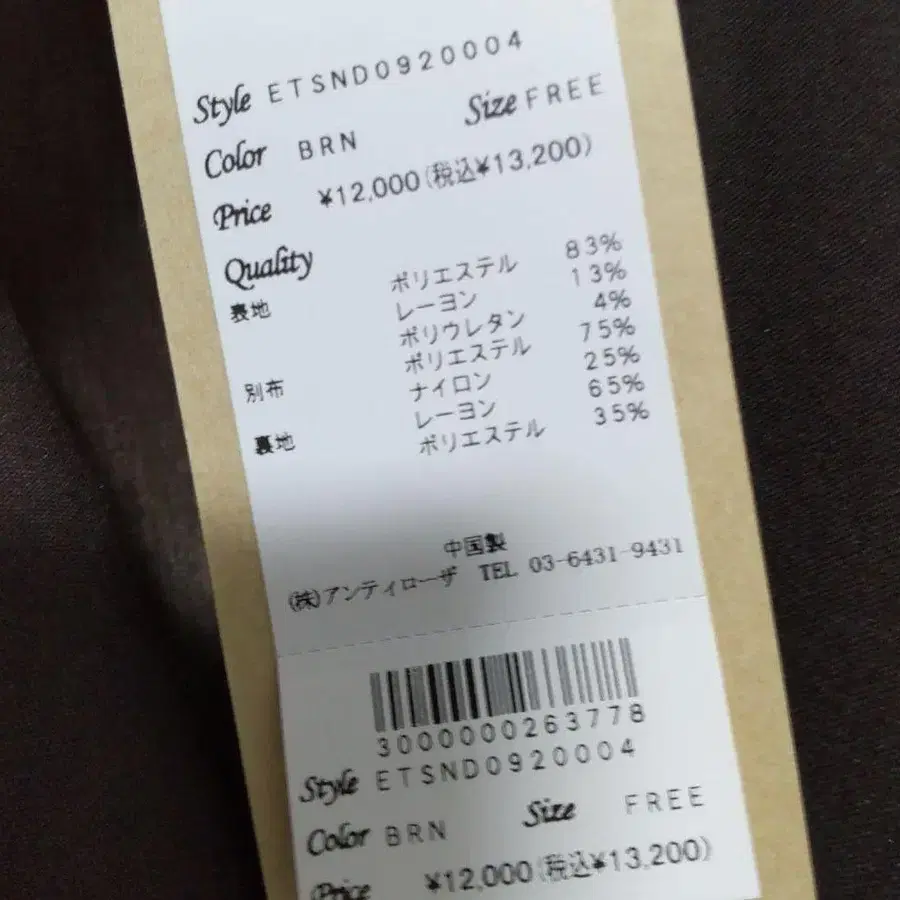 Style ETSND0920004
Color BRN Size FREE
Price ¥12,000(税込¥13,200)
Quality
表地 ポリエステル 83%
レーヨン 13%
ポリウレタン 4%
別布 ポリエステル 75%
ナイロン 25%
裏地 レーヨン 65%
ポリエステル 35%
中国製
(株)アンティローザ TEL 03-6431-9431
3000000263778
Style ETSND0920004
Color BRN Size FREE
Price ¥12,000(税込¥13,200)